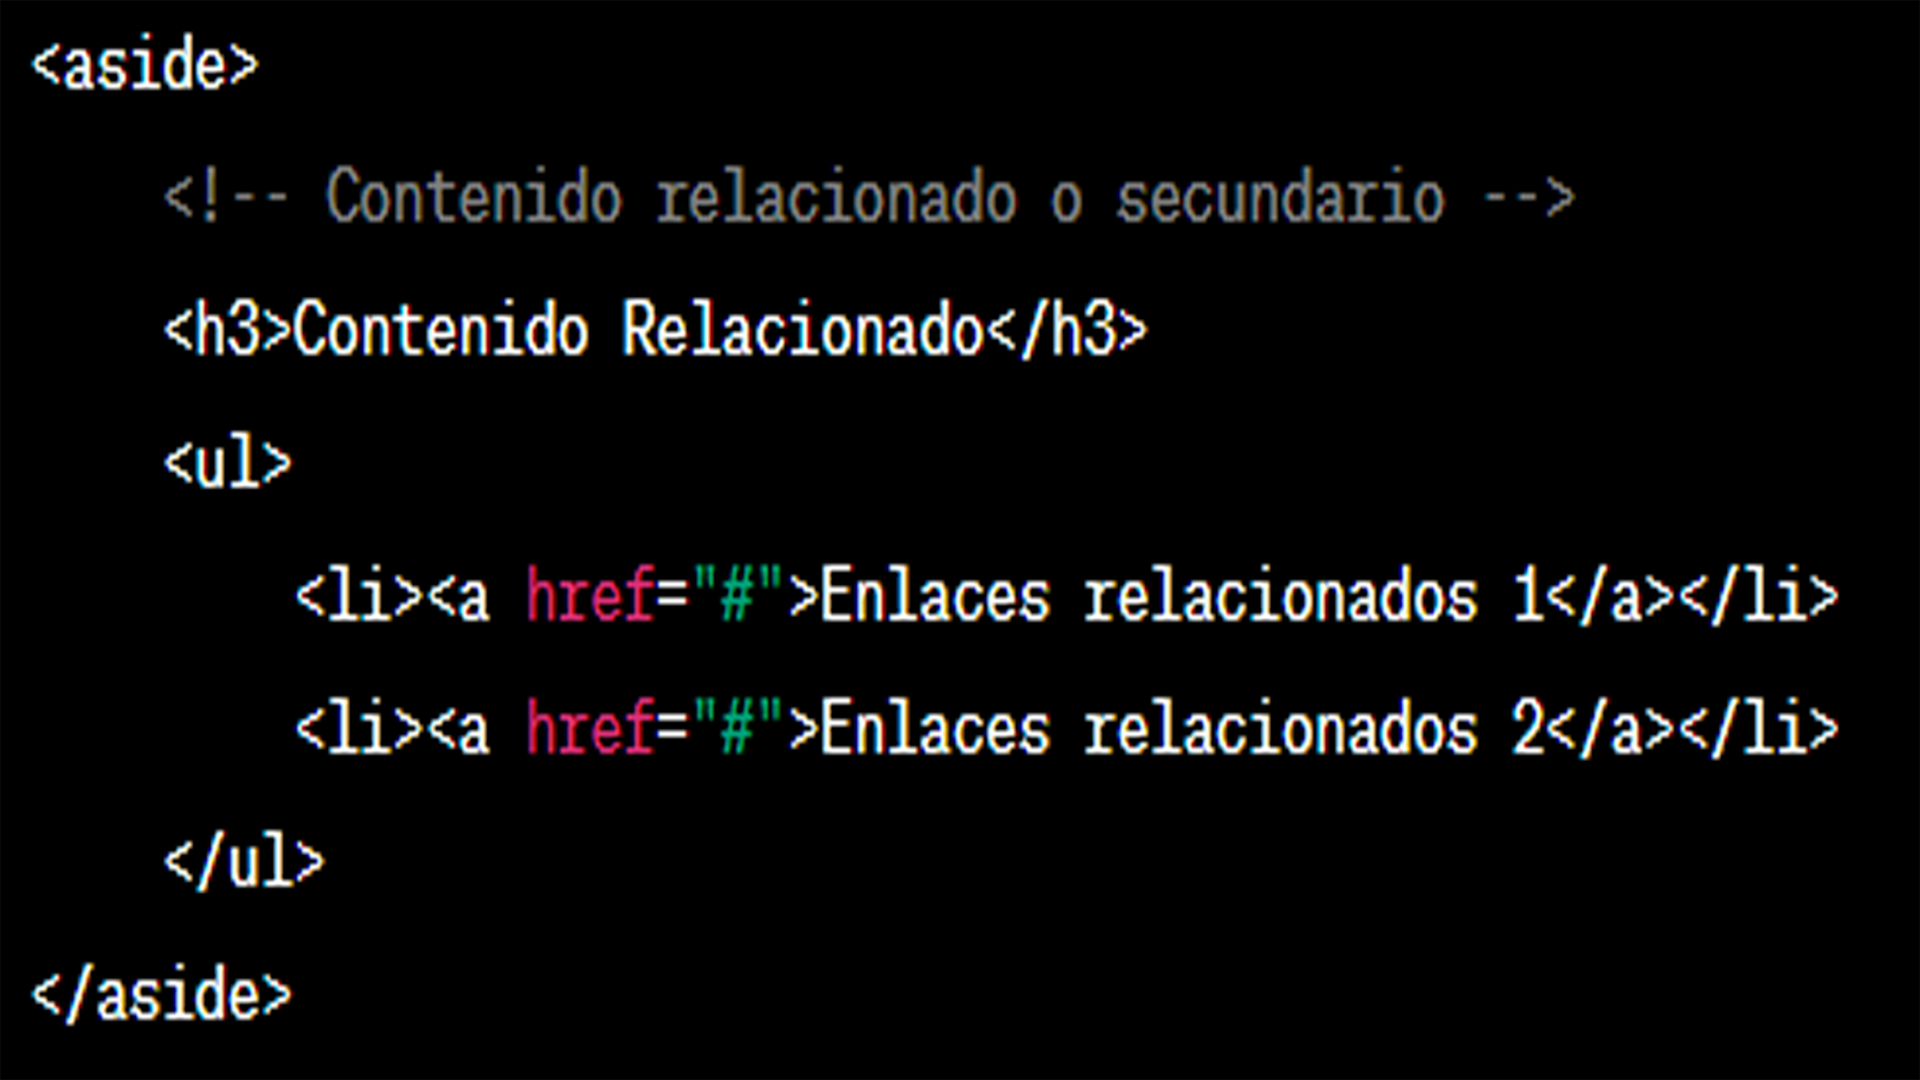 <aside>
<!-- Contenido relacionado o secundario -->
<h3>Contenido Relacionado</h3>
<ul>
<li><a href="#">Enlaces relacionados 1</a></li>
<li><a href="#">Enlaces relacionados 2</a></li>
</ul>
</aside>